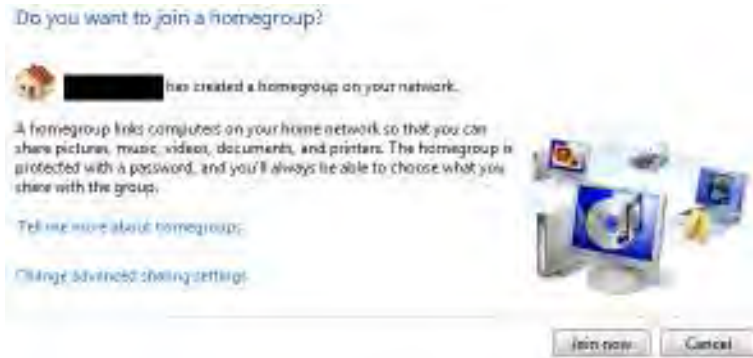 Do you want to join a homegroup?
has created a homegroup on your network.
A homegroup links computers on your home network so that you can
share pictures, music, videos, documents, and printers. The homegroup is
protected with a password, and you'll always be able to choose what you
share with the group.
Tell me more about homegroups
Change advanced sharing settings
Join now
Cancel